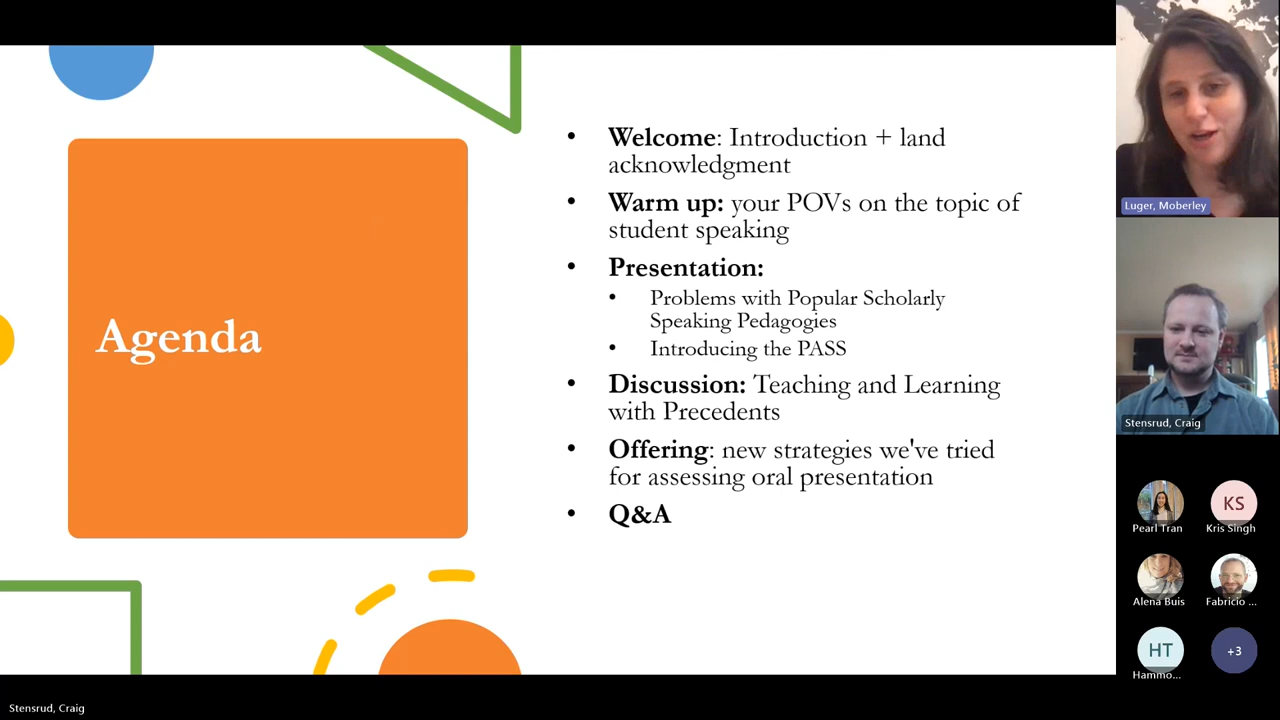 Agenda
• Welcome: Introduction + land
acknowledgment
• Warm up: your POVs on the topic of
student speaking
• Presentation:
• Problems with Popular Scholarly
Speaking Pedagogies
• Introducing the PASS
• Discussion: Teaching and Learning
with Precedents
• Offering: new strategies we've tried
for assessing oral presentation
• Q&A
Luger, Moberley
Stensrud, Craig
Pearl Tran
KS
Kris Singh
Alena Buis
Fabricio ...
HT
Hammo...
+3
Stensrud, Craig